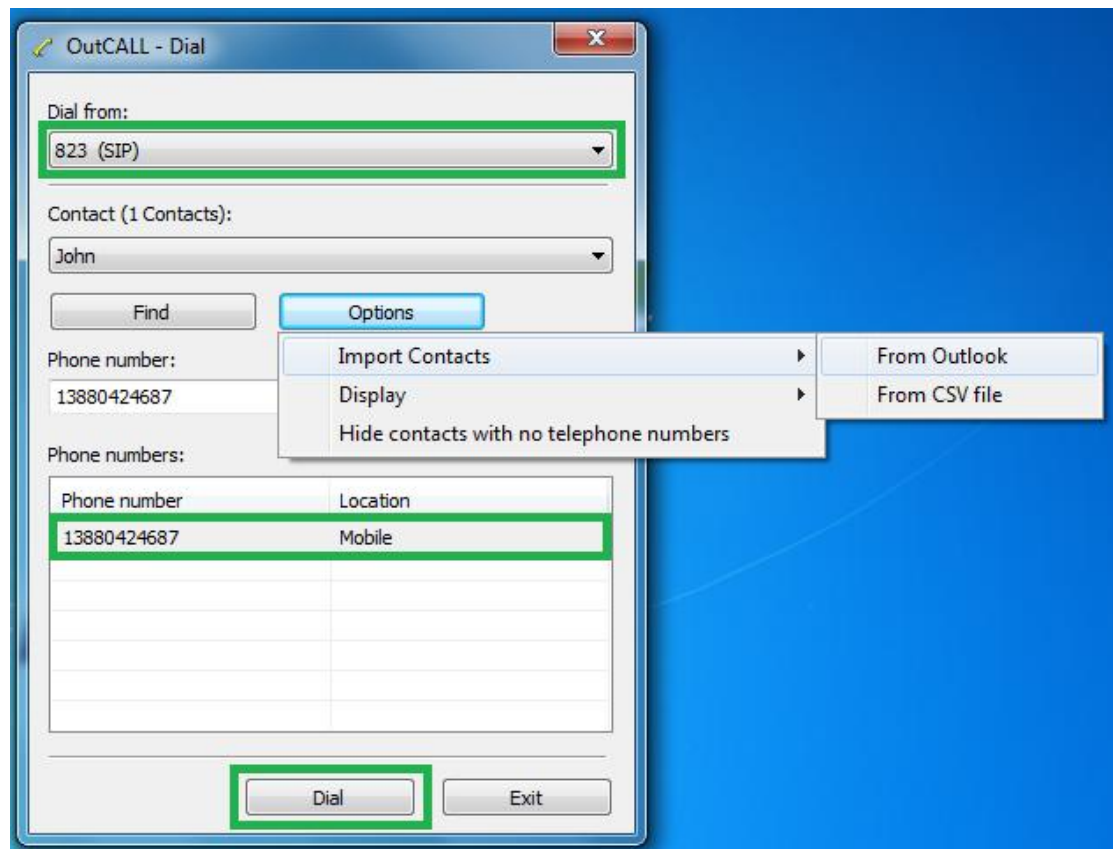 OutCALL - Dial
Dial from:
823 (SIP)
Contact (1 Contacts):
John
Find Options
Import Contacts From Outlook
Phone number:
13880424687 Display From CSV file
Hide contacts with no telephone numbers
Phone numbers:
Phone number Location
13880424687 Mobile
Dial Exit